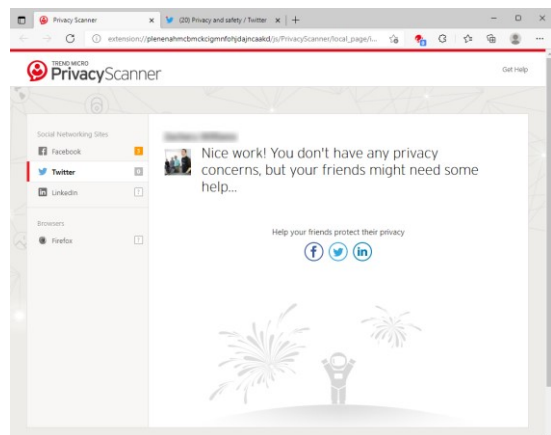 Privacy Scanner
(20) Privacy and safety / Twitter
extension://plenenahmcbmckcigmnfohjdajncaakd/js/PrivacyScanner/local_page/i...
TREND MICRO
PrivacyScanner
Get Help
Social Networking Sites
Facebook
Twitter
0
LinkedIn
!
Browsers
Firefox
!
Nice work! You don't have any privacy
concerns, but your friends might need some
help...
Help your friends protect their privacy